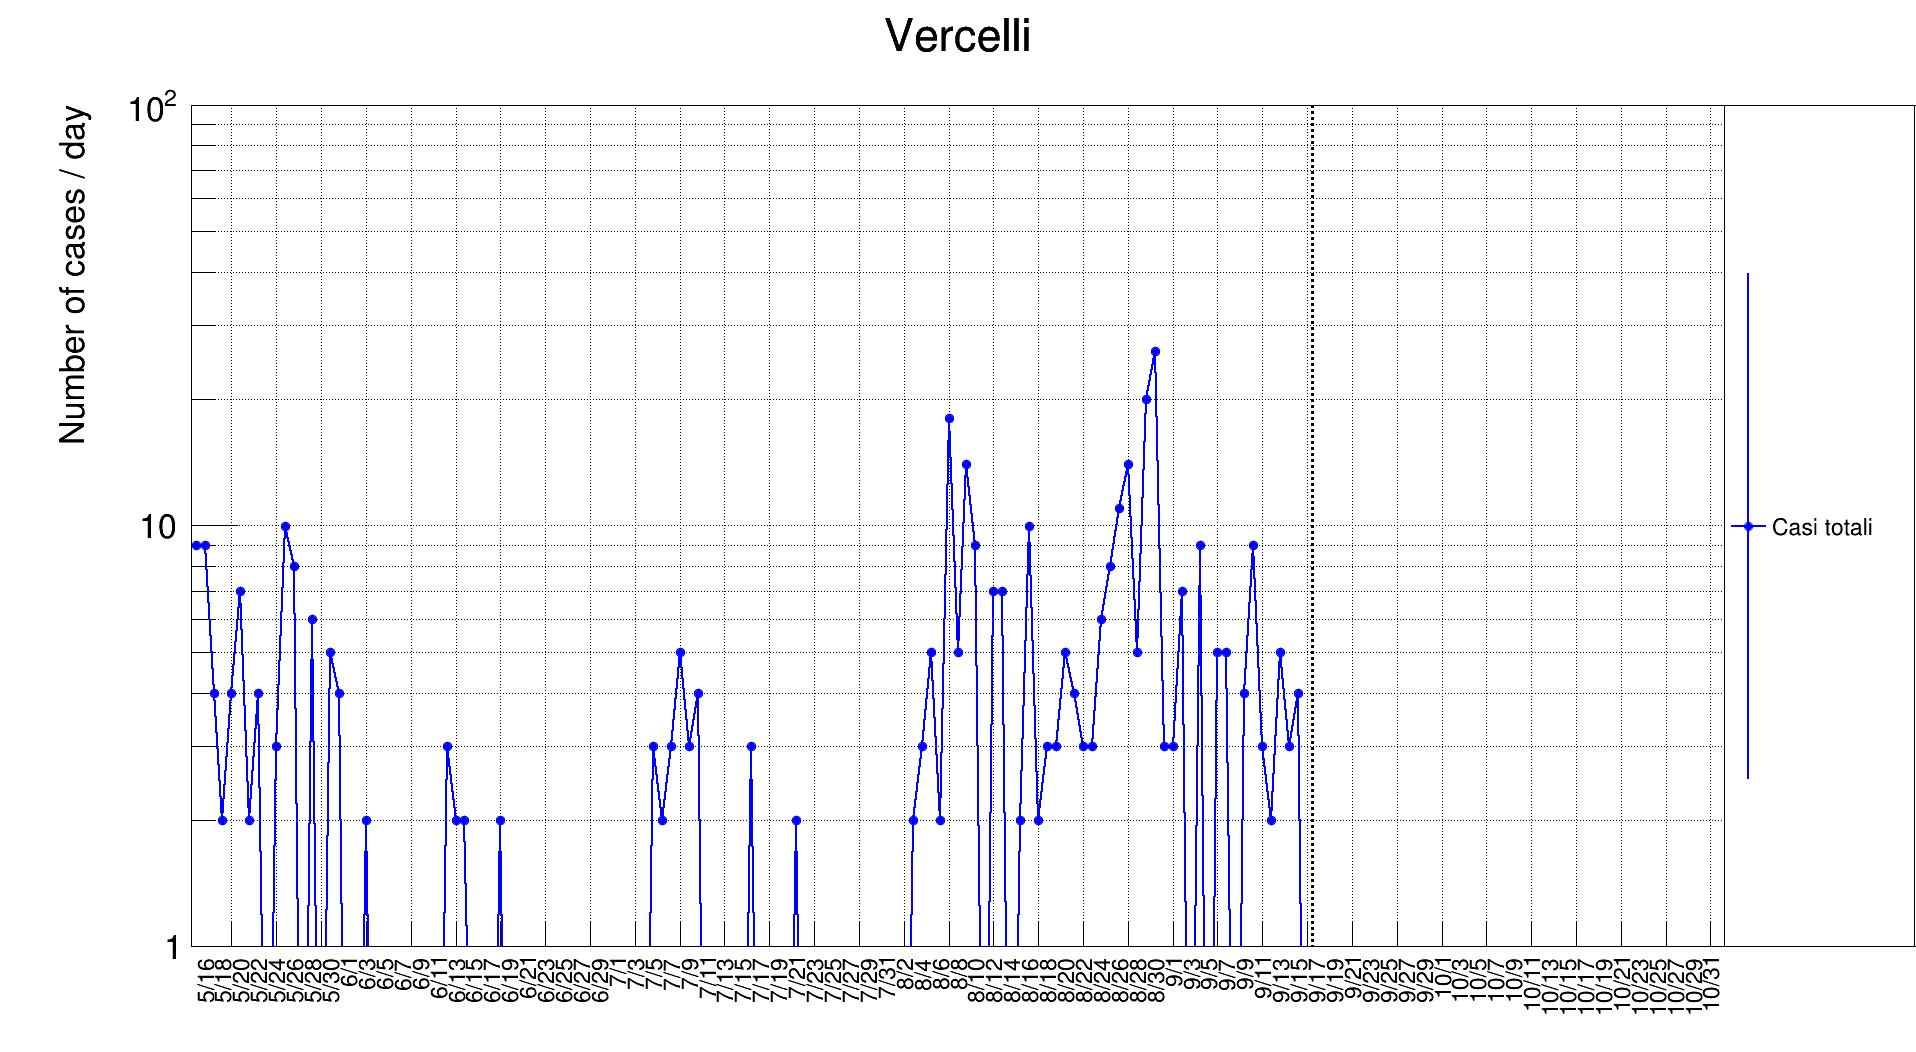 Vercelli
Number of cases / day
10²
10
1
Casi totali
5/16 5/18 5/20 5/22 5/24 5/26 5/28 5/30 6/1 6/3 6/5 6/7 6/9 6/11 6/13 6/15 6/17 6/19 6/21 6/23 6/25 6/27 6/29 7/1 7/3 7/5 7/7 7/9 7/11 7/13 7/15 7/17 7/19 7/21 7/23 7/25 7/27 7/29 7/31 8/2 8/4 8/6 8/8 8/10 8/12 8/14 8/16 8/18 8/20 8/22 8/24 8/26 8/28 8/30 9/1 9/3 9/5 9/7 9/9 9/11 9/13 9/15 9/17 9/19 9/21 9/23 9/25 9/27 9/29 10/1 10/3 10/5 10/7 10/9 10/11 10/13 10/15 10/17 10/19 10/21 10/23 10/25 10/27 10/29 10/31